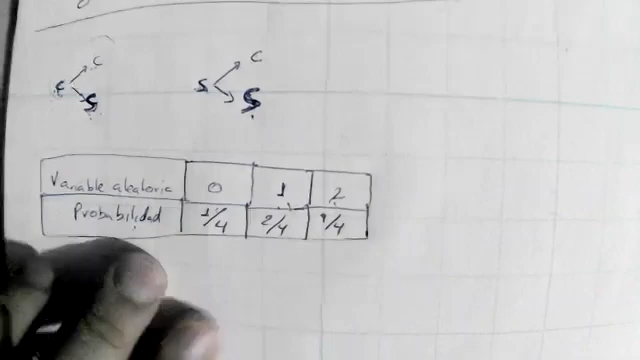 C C
C S
S S
Variable aleatoria 0 1 2
Probabilidad 1/4 2/4 1/4